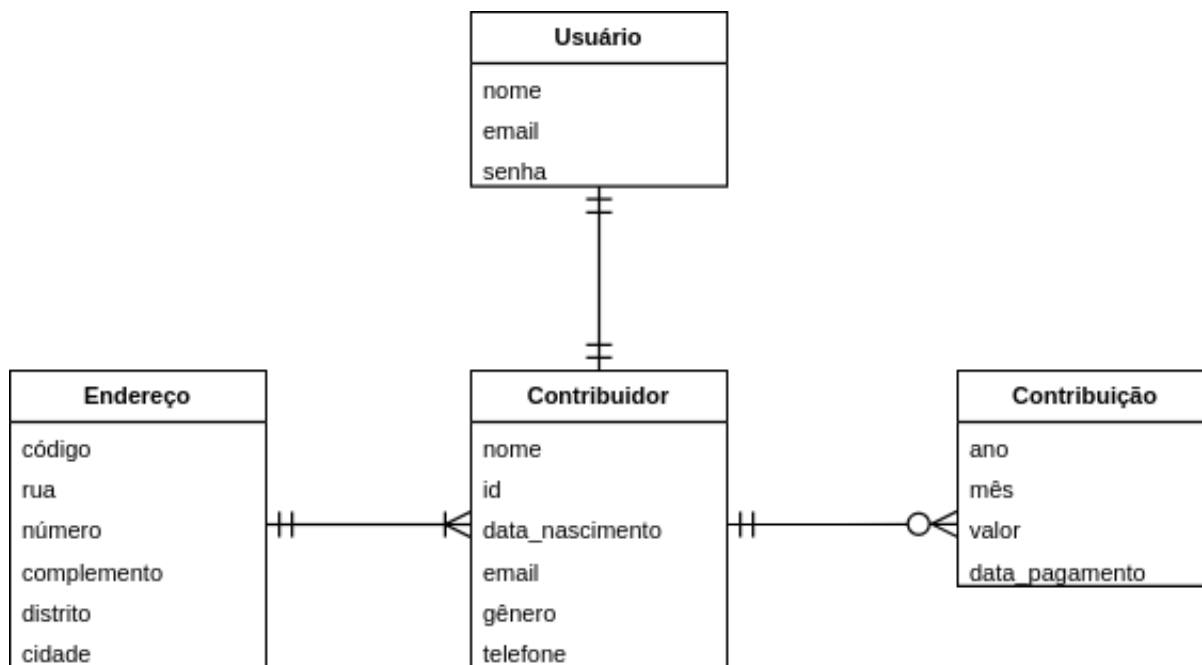 Usuário
nome
email
senha
Endereço
código
rua
número
complemento
distrito
cidade
Contribuidor
nome
id
data_nascimento
email
gênero
telefone
Contribuição
ano
mês
valor
data_pagamento